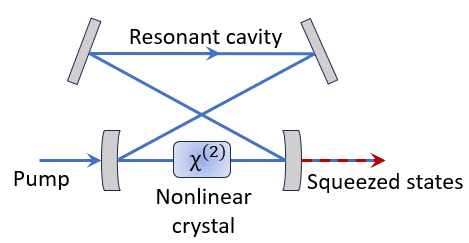 Resonant cavity
χ⁽²⁾
Pump
Squeezed states
Nonlinear
crystal